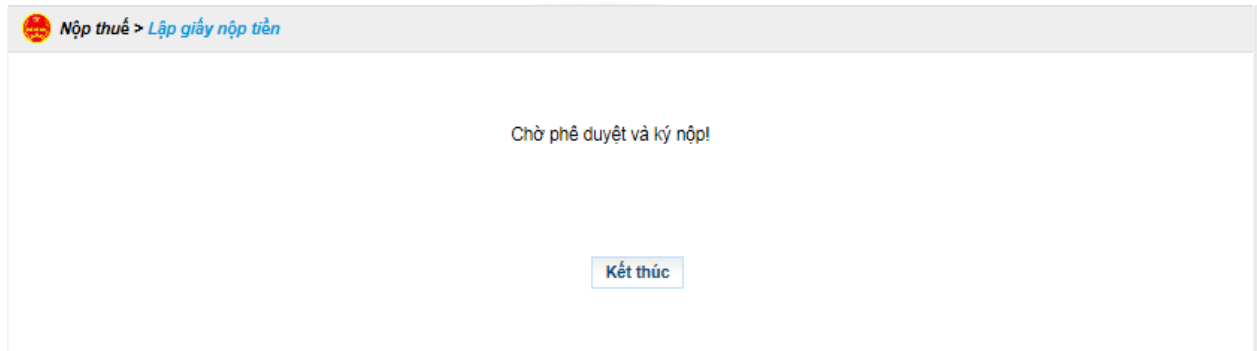 Nộp thuế > Lập giấy nộp tiền
Chờ phê duyệt và ký nộp!
Kết thúc